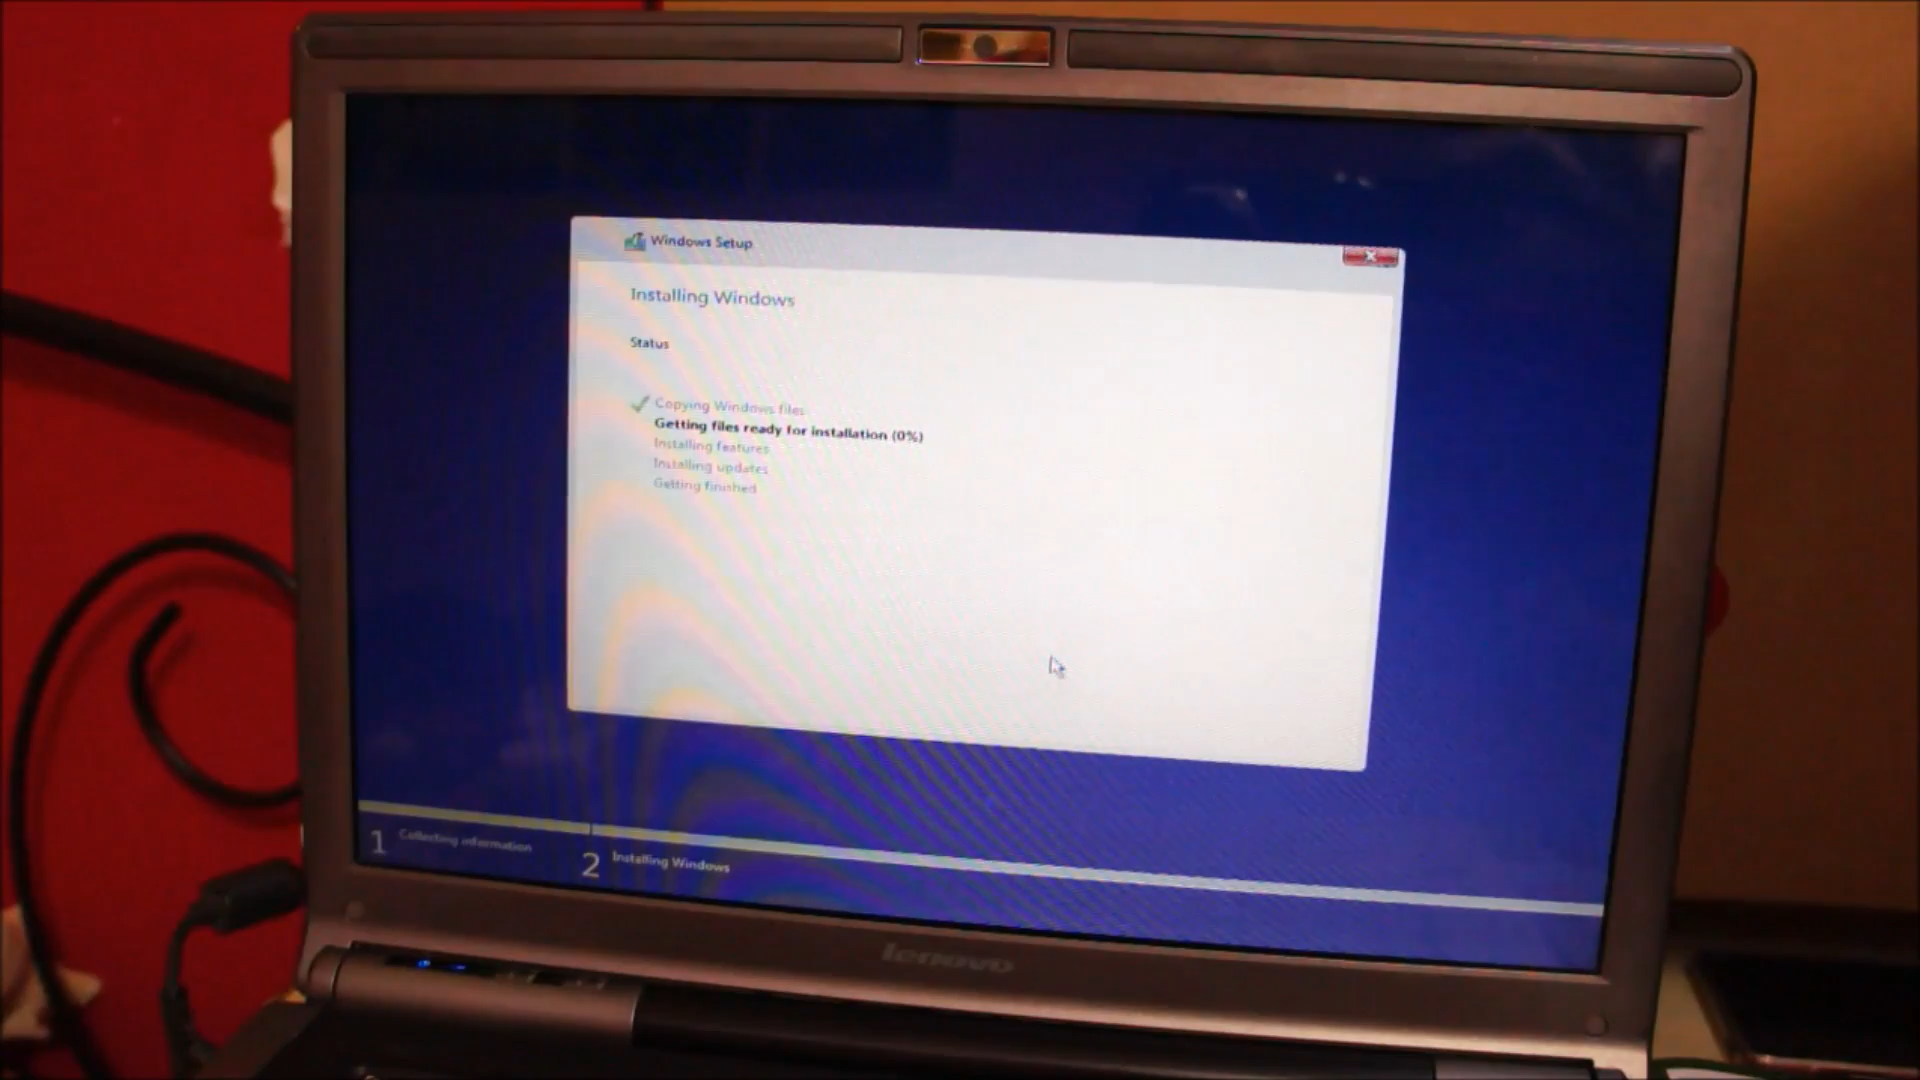 Windows Setup
Installing Windows
Status
Copying Windows files
Getting files ready for installation (0%)
Installing features
Installing updates
Getting finished
1 Collecting information
2 Installing Windows
lenovo